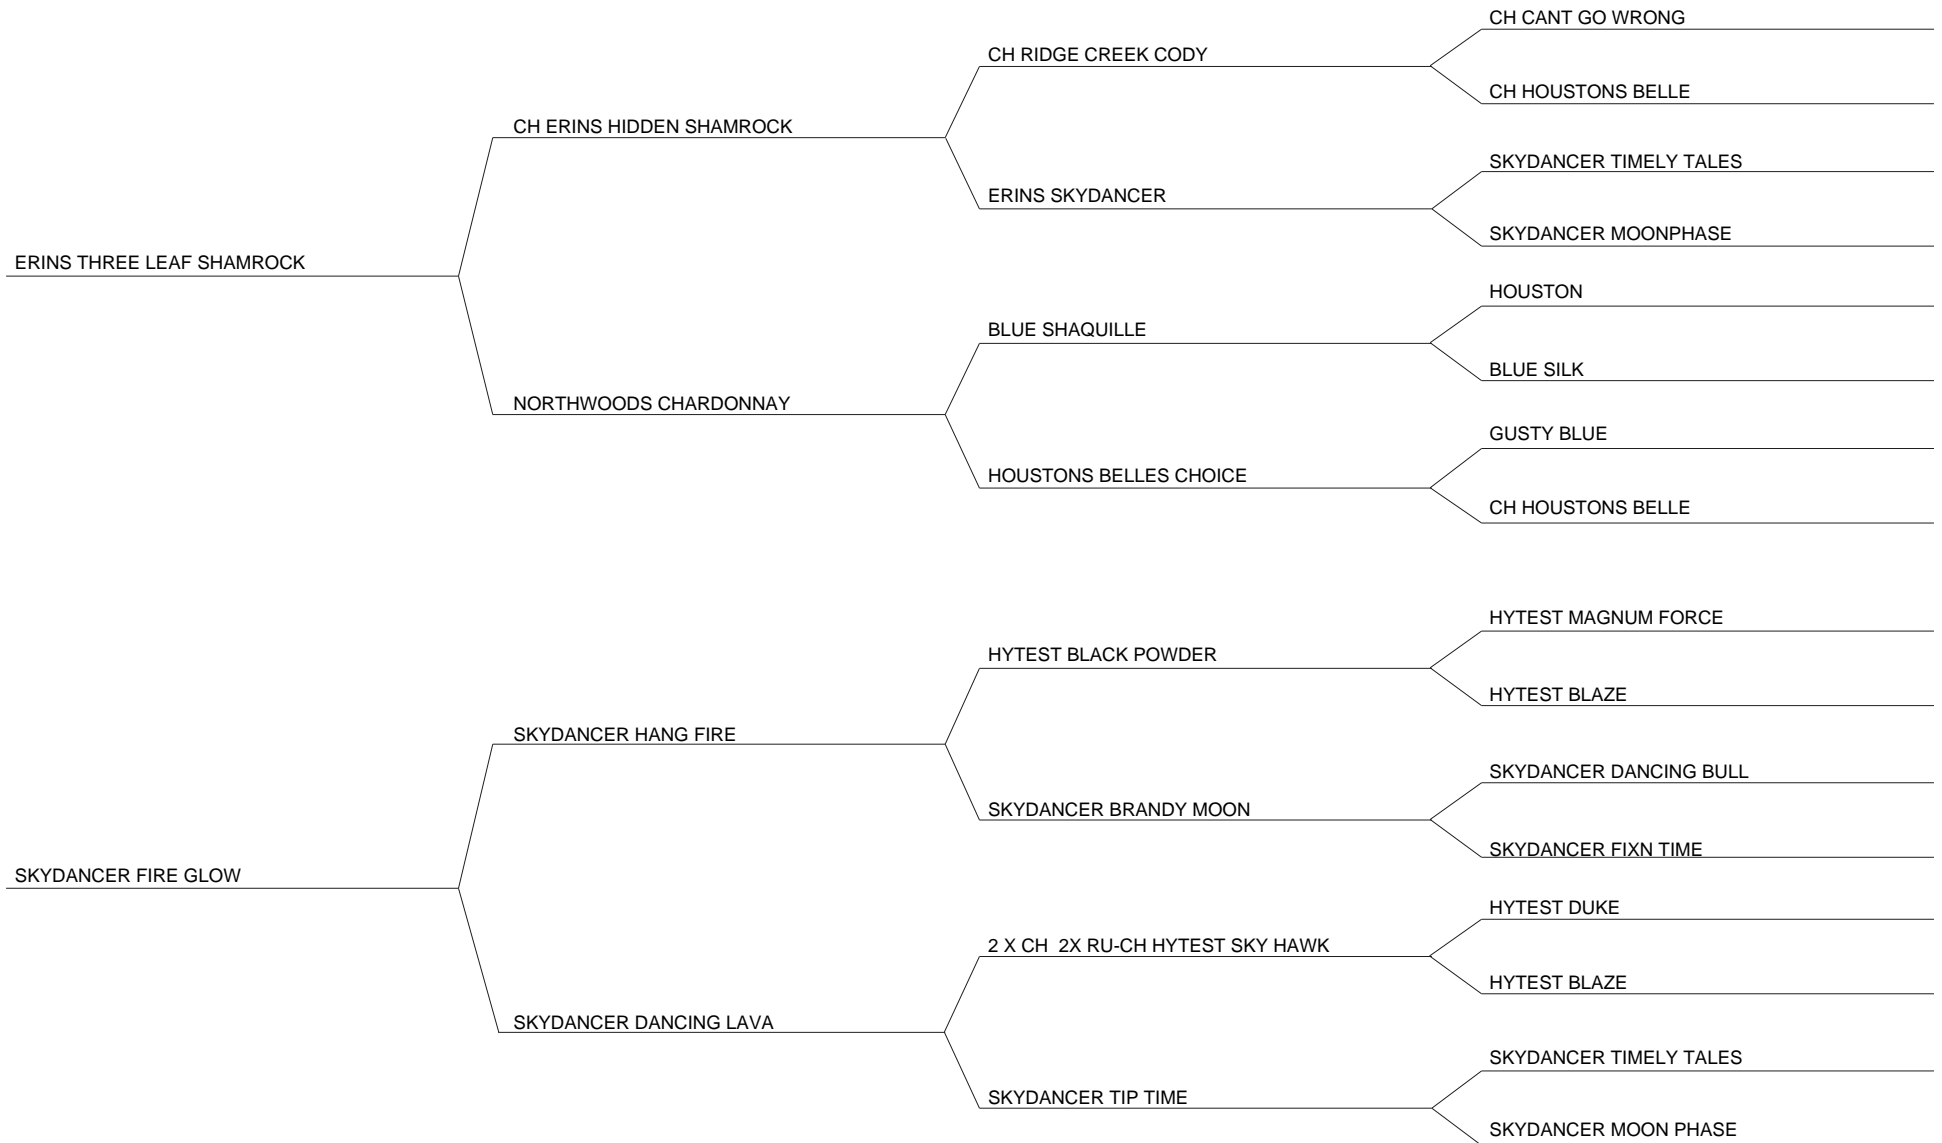 CH CANT GO WRONG
CH RIDGE CREEK CODY
CH HOUSTONS BELLE
CH ERINS HIDDEN SHAMROCK
SKYDANCER TIMELY TALES
ERINS SKYDANCER
SKYDANCER MOONPHASE
ERINS THREE LEAF SHAMROCK
HOUSTON
BLUE SHAQUILLE
BLUE SILK
NORTHWOODS CHARDONNAY
GUSTY BLUE
HOUSTONS BELLES CHOICE
CH HOUSTONS BELLE
HYTEST MAGNUM FORCE
HYTEST BLACK POWDER
HYTEST BLAZE
SKYDANCER HANG FIRE
SKYDANCER DANCING BULL
SKYDANCER BRANDY MOON
SKYDANCER FIXN TIME
SKYDANCER FIRE GLOW
HYTEST DUKE
2 X CH  2X RU-CH HYTEST SKY HAWK
HYTEST BLAZE
SKYDANCER DANCING LAVA
SKYDANCER TIMELY TALES
SKYDANCER TIP TIME
SKYDANCER MOON PHASE